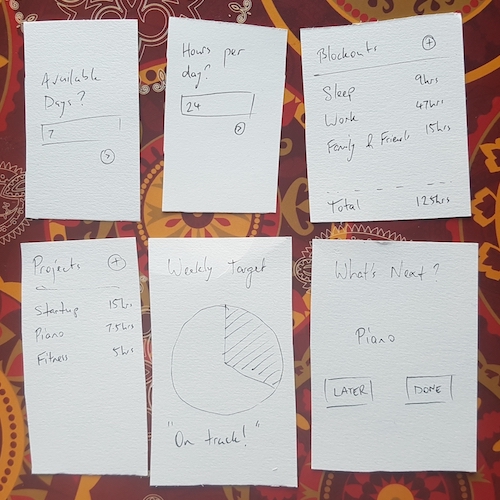 Available
Days?
7
>
Hours per
day?
24
>
Blockouts +
Sleep 9hrs
Work 47hrs
Family & Friends 15hrs
Total 125hrs
Projects +
Startup 15hrs
Piano 7.5hrs
Fitness 5hrs
Weekly Target
"On track!"
What's Next?
Piano
LATER DONE